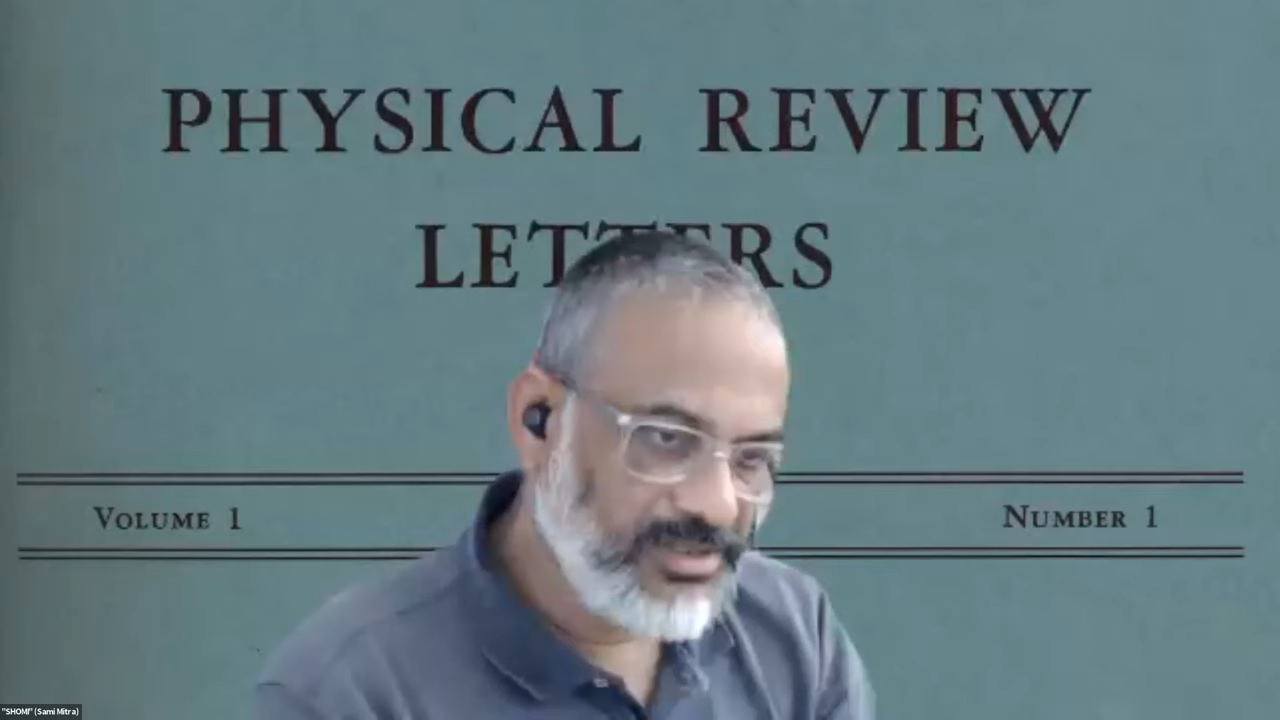 PHYSICAL REVIEW
LETTERS
VOLUME 1
NUMBER 1
"SHOMI" (Sami Mitra)